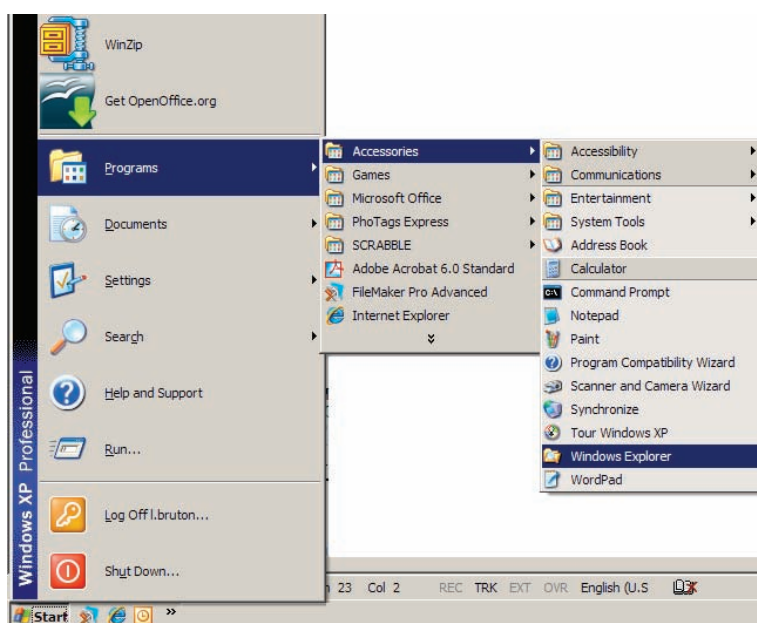 WinZip
Get OpenOffice.org
Programs
Documents
Settings
Search
Help and Support
Run...
Log Off l.bruton...
Shut Down...
Windows XP Professional
Accessories
Games
Microsoft Office
PhoTags Express
SCRABBLE
Adobe Acrobat 6.0 Standard
FileMaker Pro Advanced
Internet Explorer
Accessibility
Communications
Entertainment
System Tools
Address Book
Calculator
Command Prompt
Notepad
Paint
Program Compatibility Wizard
Scanner and Camera Wizard
Synchronize
Tour Windows XP
Windows Explorer
WordPad
23 Col 2 REC TRK EXT OVR English (U.S
Start